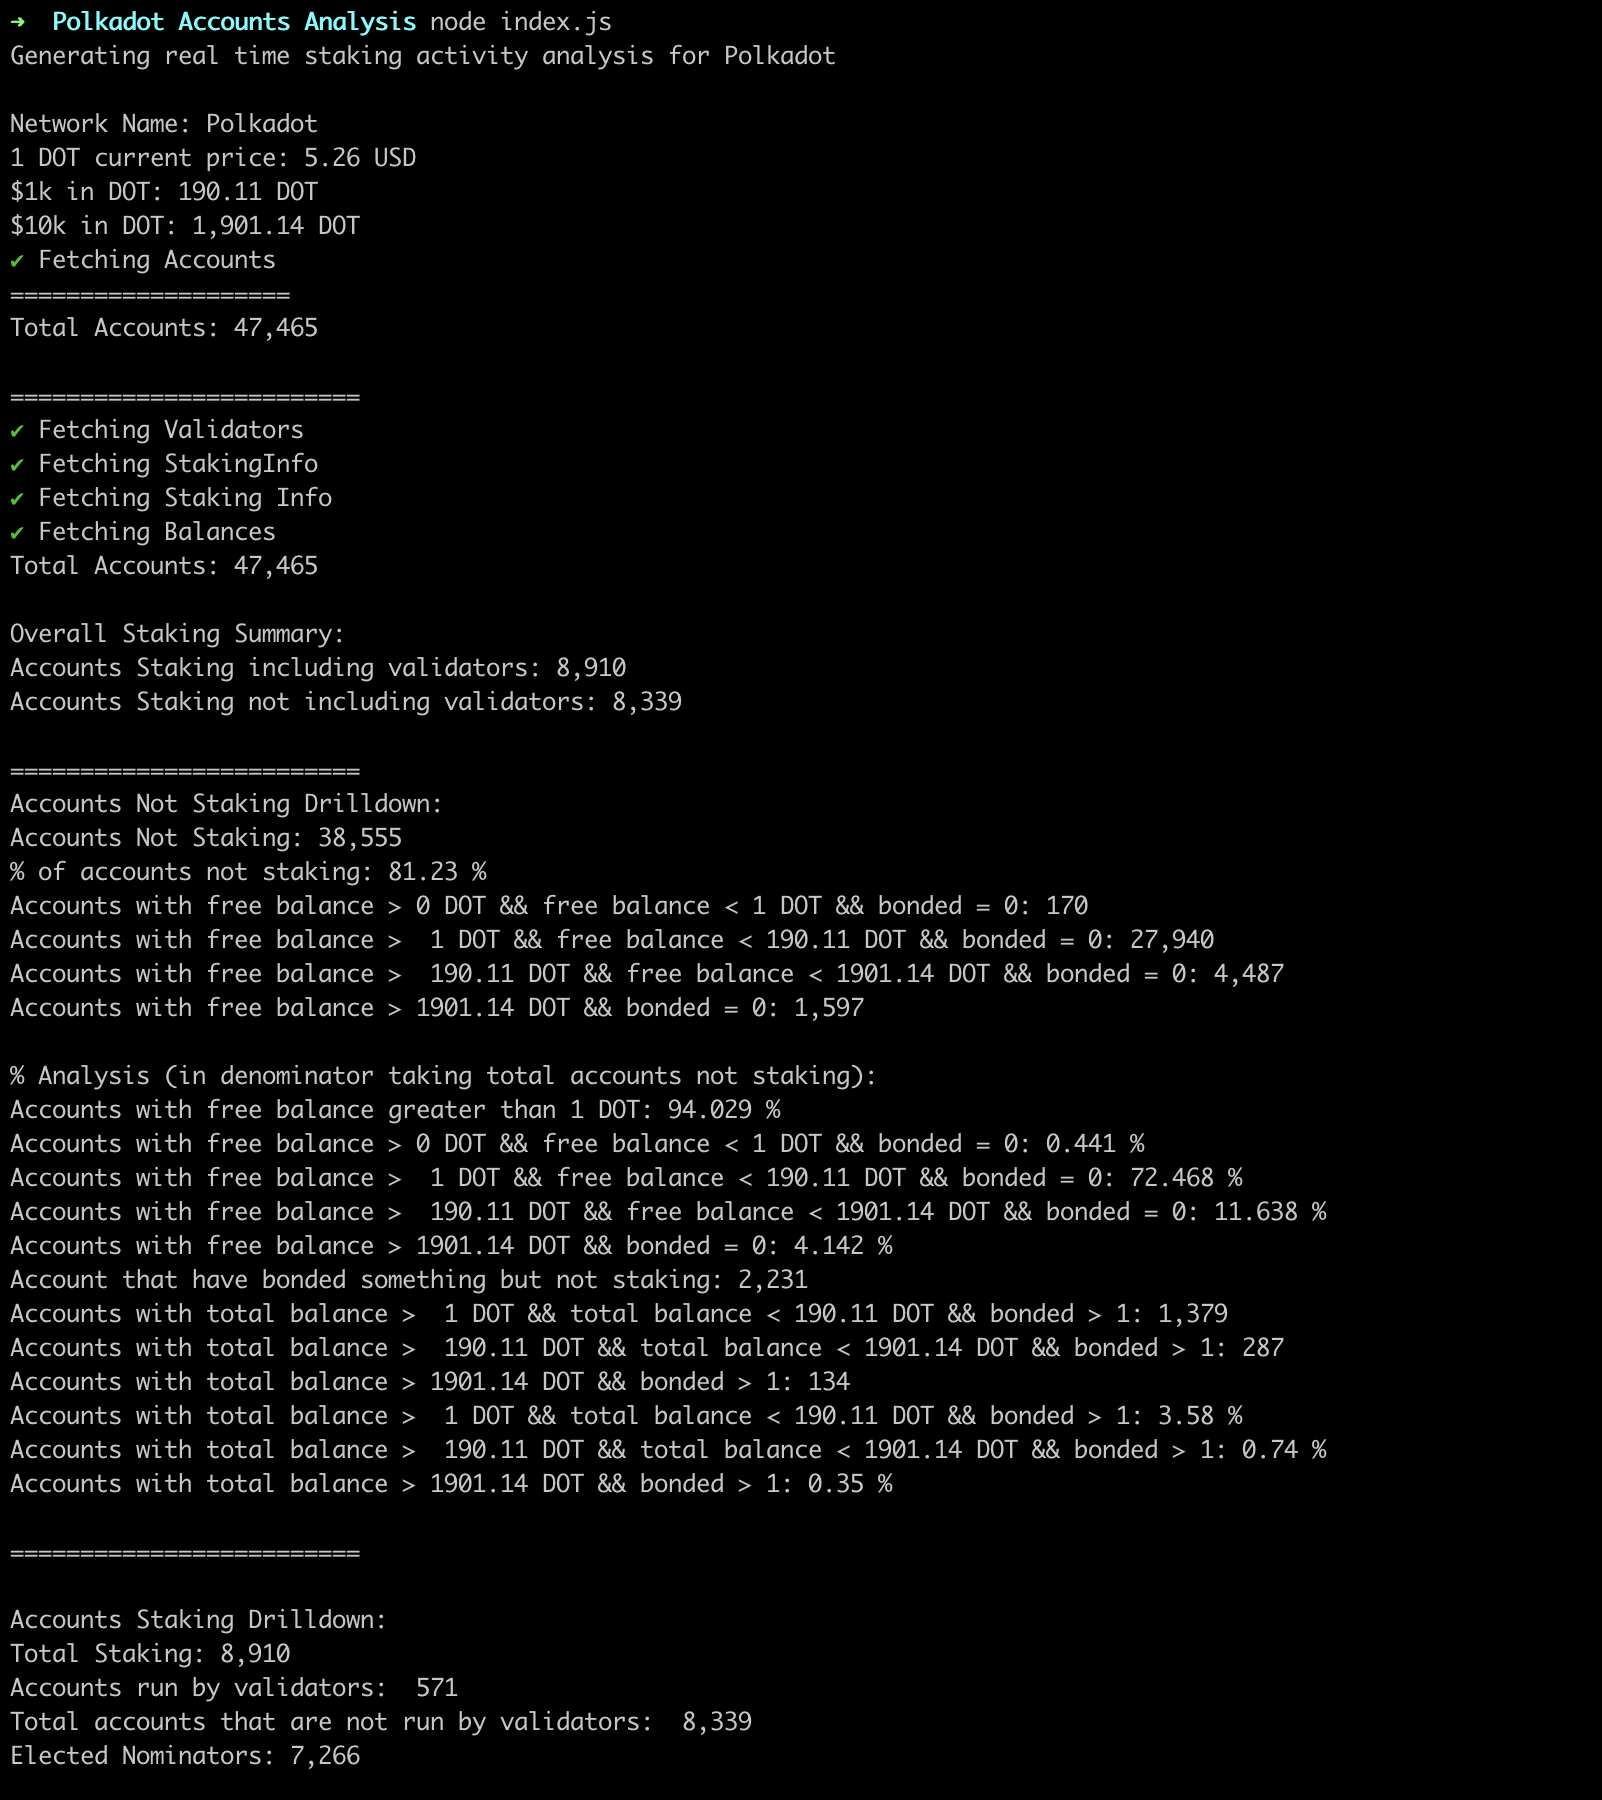 ➜  Polkadot Accounts Analysis node index.js
Generating real time staking activity analysis for Polkadot
Network Name: Polkadot
1 DOT current price: 5.26 USD
$1k in DOT: 190.11 DOT
$10k in DOT: 1,901.14 DOT
✔ Fetching Accounts
====================
Total Accounts: 47,465
=========================
✔ Fetching Validators
✔ Fetching StakingInfo
✔ Fetching Staking Info
✔ Fetching Balances
Total Accounts: 47,465
Overall Staking Summary:
Accounts Staking including validators: 8,910
Accounts Staking not including validators: 8,339
=========================
Accounts Not Staking Drilldown:
Accounts Not Staking: 38,555
% of accounts not staking: 81.23 %
Accounts with free balance > 0 DOT && free balance < 1 DOT && bonded = 0: 170
Accounts with free balance >  1 DOT && free balance < 190.11 DOT && bonded = 0: 27,940
Accounts with free balance >  190.11 DOT && free balance < 1901.14 DOT && bonded = 0: 4,487
Accounts with free balance > 1901.14 DOT && bonded = 0: 1,597
% Analysis (in denominator taking total accounts not staking):
Accounts with free balance greater than 1 DOT: 94.029 %
Accounts with free balance > 0 DOT && free balance < 1 DOT && bonded = 0: 0.441 %
Accounts with free balance >  1 DOT && free balance < 190.11 DOT && bonded = 0: 72.468 %
Accounts with free balance >  190.11 DOT && free balance < 1901.14 DOT && bonded = 0: 11.638 %
Accounts with free balance > 1901.14 DOT && bonded = 0: 4.142 %
Account that have bonded something but not staking: 2,231
Accounts with total balance >  1 DOT && total balance < 190.11 DOT && bonded > 1: 1,379
Accounts with total balance >  190.11 DOT && total balance < 1901.14 DOT && bonded > 1: 287
Accounts with total balance > 1901.14 DOT && bonded > 1: 134
Accounts with total balance >  1 DOT && total balance < 190.11 DOT && bonded > 1: 3.58 %
Accounts with total balance >  190.11 DOT && total balance < 1901.14 DOT && bonded > 1: 0.74 %
Accounts with total balance > 1901.14 DOT && bonded > 1: 0.35 %
=========================
Accounts Staking Drilldown:
Total Staking: 8,910
Accounts run by validators:  571
Total accounts that are not run by validators:  8,339
Elected Nominators: 7,266